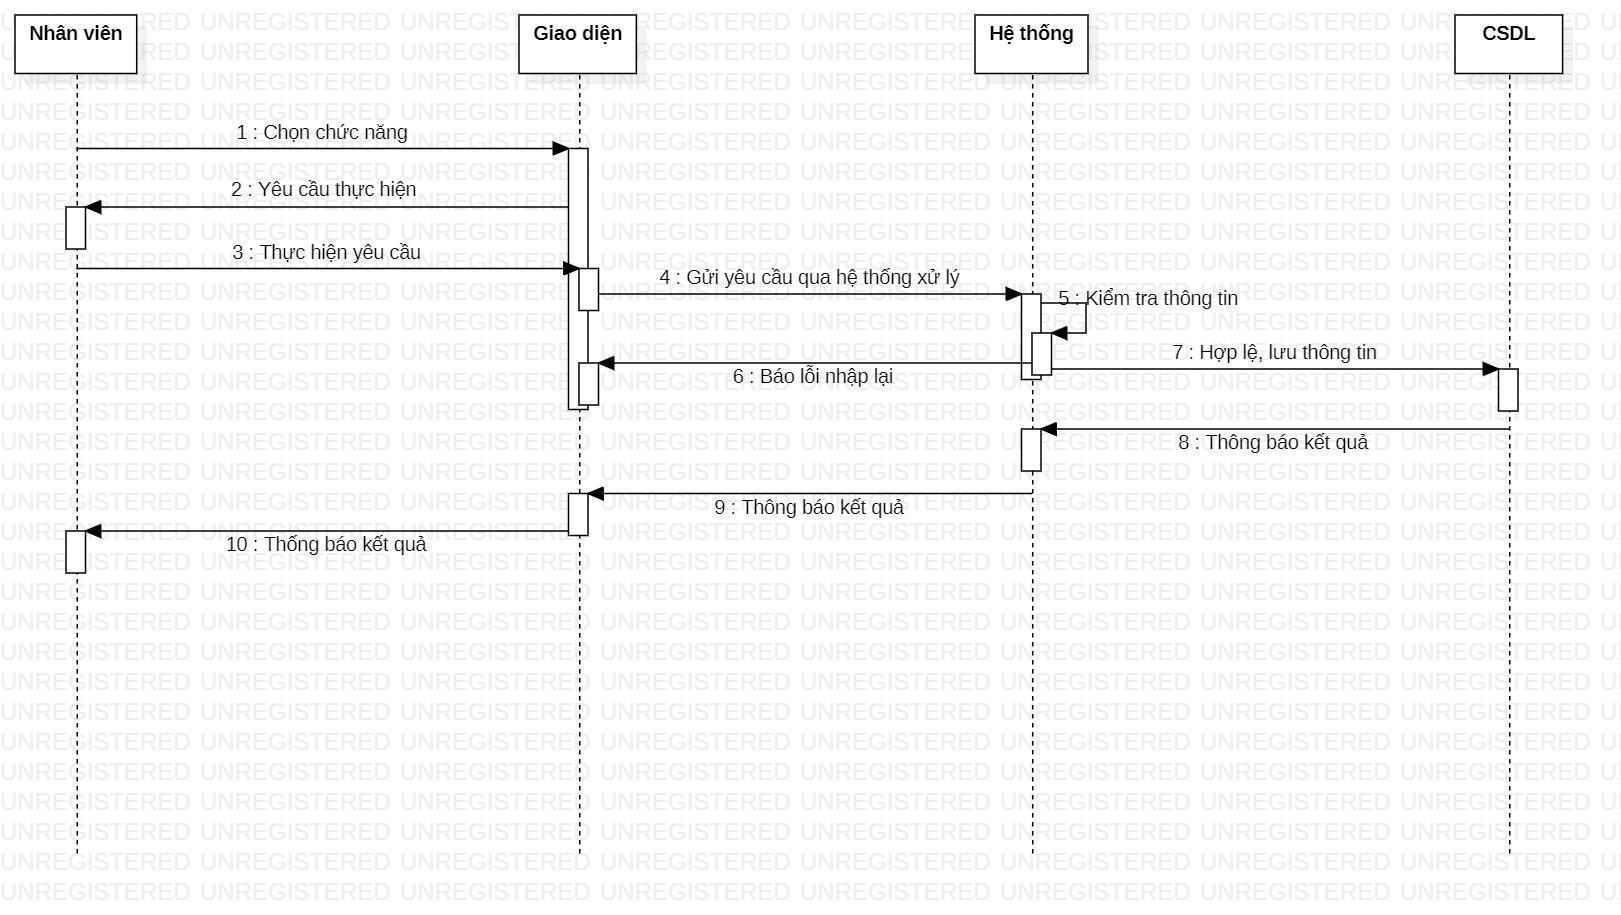 Nhân viên
Giao diện
Hệ thống
CSDL
1 : Chọn chức năng
2 : Yêu cầu thực hiện
3 : Thực hiện yêu cầu
4 : Gửi yêu cầu qua hệ thống xử lý
5 : Kiểm tra thông tin
7 : Hợp lệ, lưu thông tin
6 : Báo lỗi nhập lại
8 : Thông báo kết quả
9 : Thông báo kết quả
10 : Thống báo kết quả
UNREGISTERED